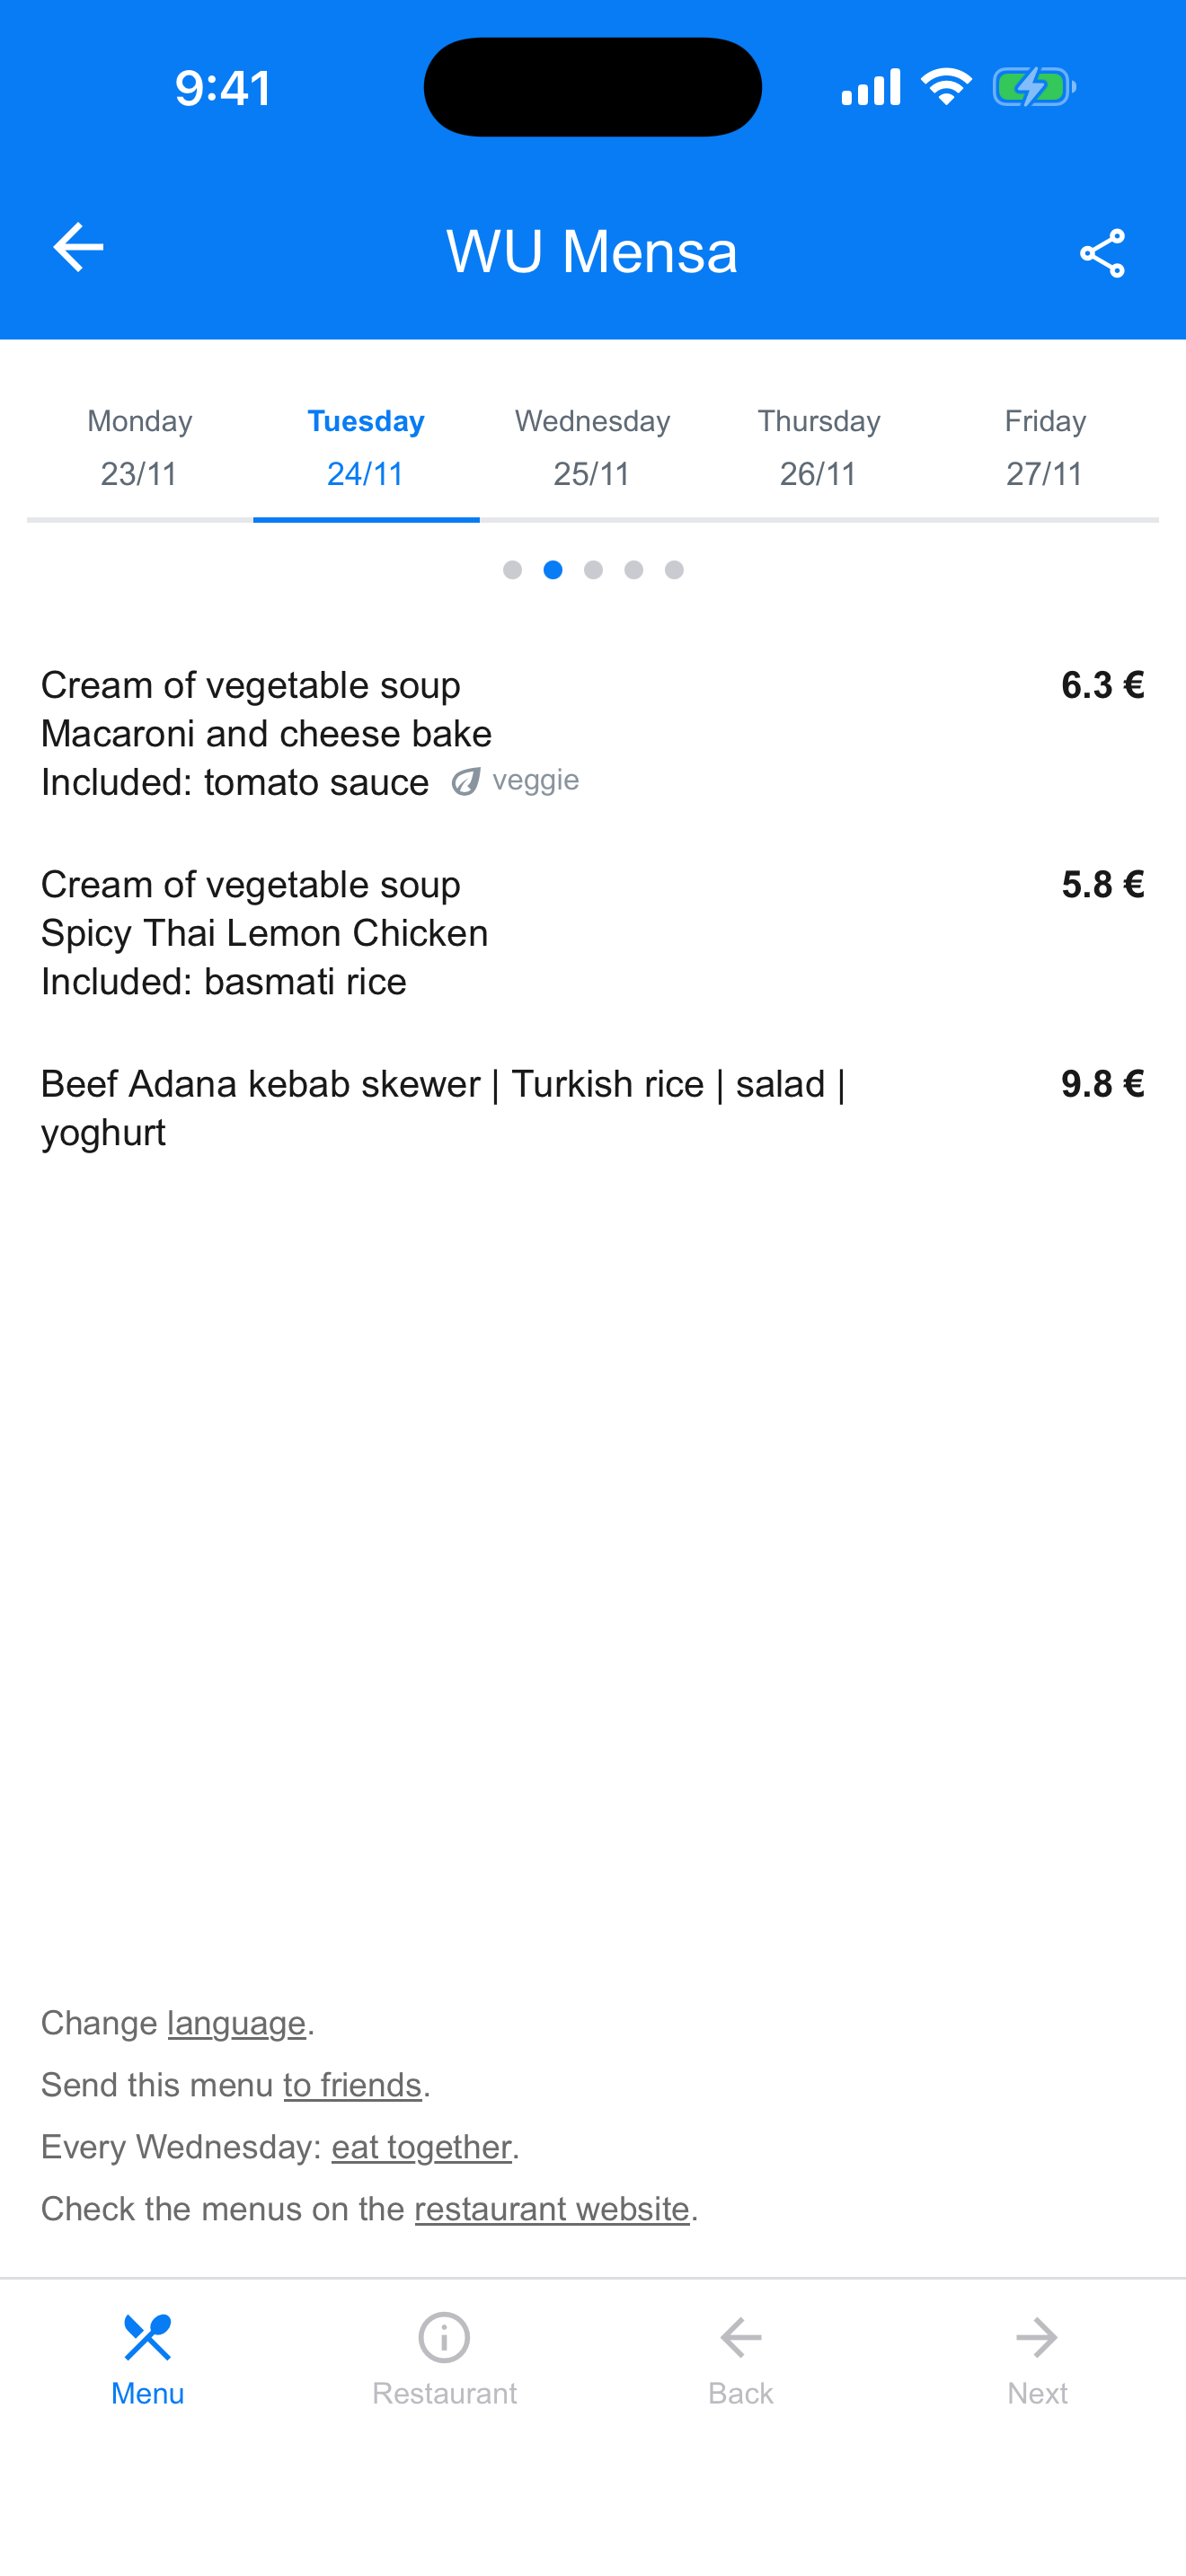 9:41
WU Mensa
Monday
23/11
Tuesday
24/11
Wednesday
25/11
Thursday
26/11
Friday
27/11
Cream of vegetable soup
6.3 €
Macaroni and cheese bake
Included: tomato sauce veggie
Cream of vegetable soup
5.8 €
Spicy Thai Lemon Chicken
Included: basmati rice
Beef Adana kebab skewer | Turkish rice | salad |
9.8 €
yoghurt
Change language.
Send this menu to friends.
Every Wednesday: eat together.
Check the menus on the restaurant website.
Menu
Restaurant
Back
Next